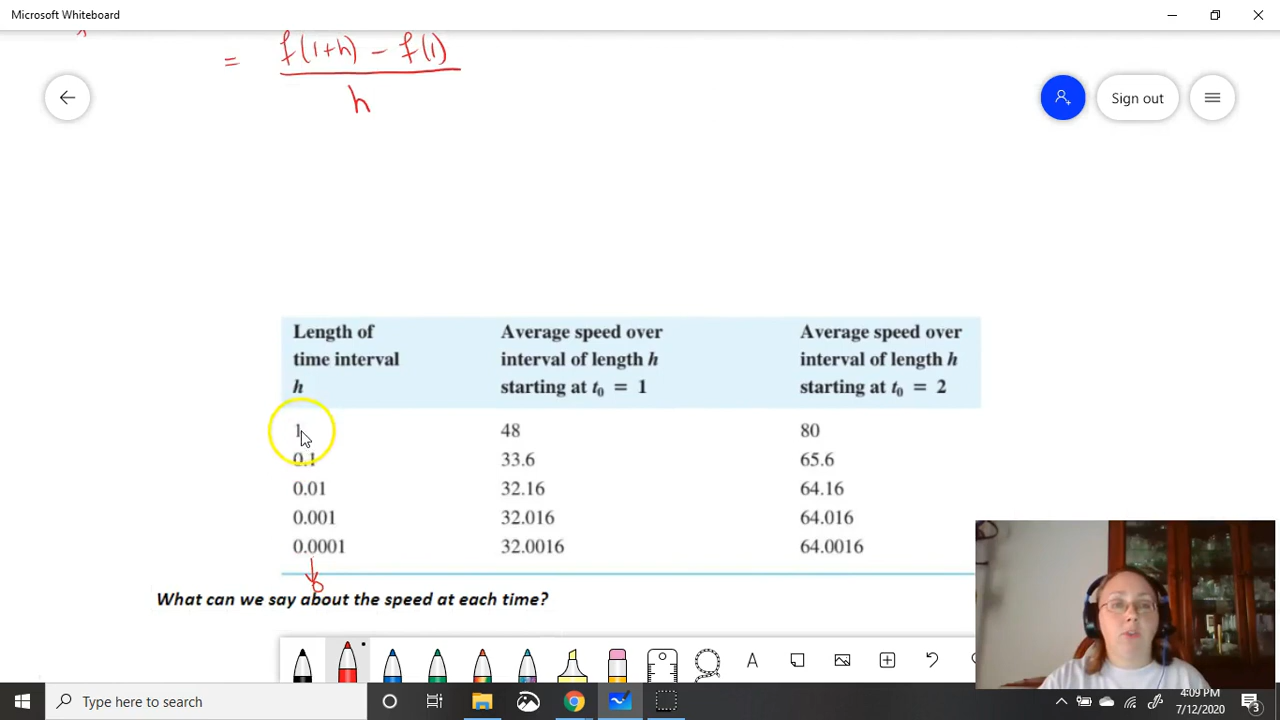 Microsoft Whiteboard
= f(1+h) - f(1)
h
Sign out
Length of time interval h
Average speed over interval of length h starting at t₀ = 1
Average speed over interval of length h starting at t₀ = 2
1 48 80
0.1 33.6 65.6
0.01 32.16 64.16
0.001 32.016 64.016
0.0001 32.0016 64.0016
0
What can we say about the speed at each time?
A
Type here to search
4:09 PM
7/12/2020
3